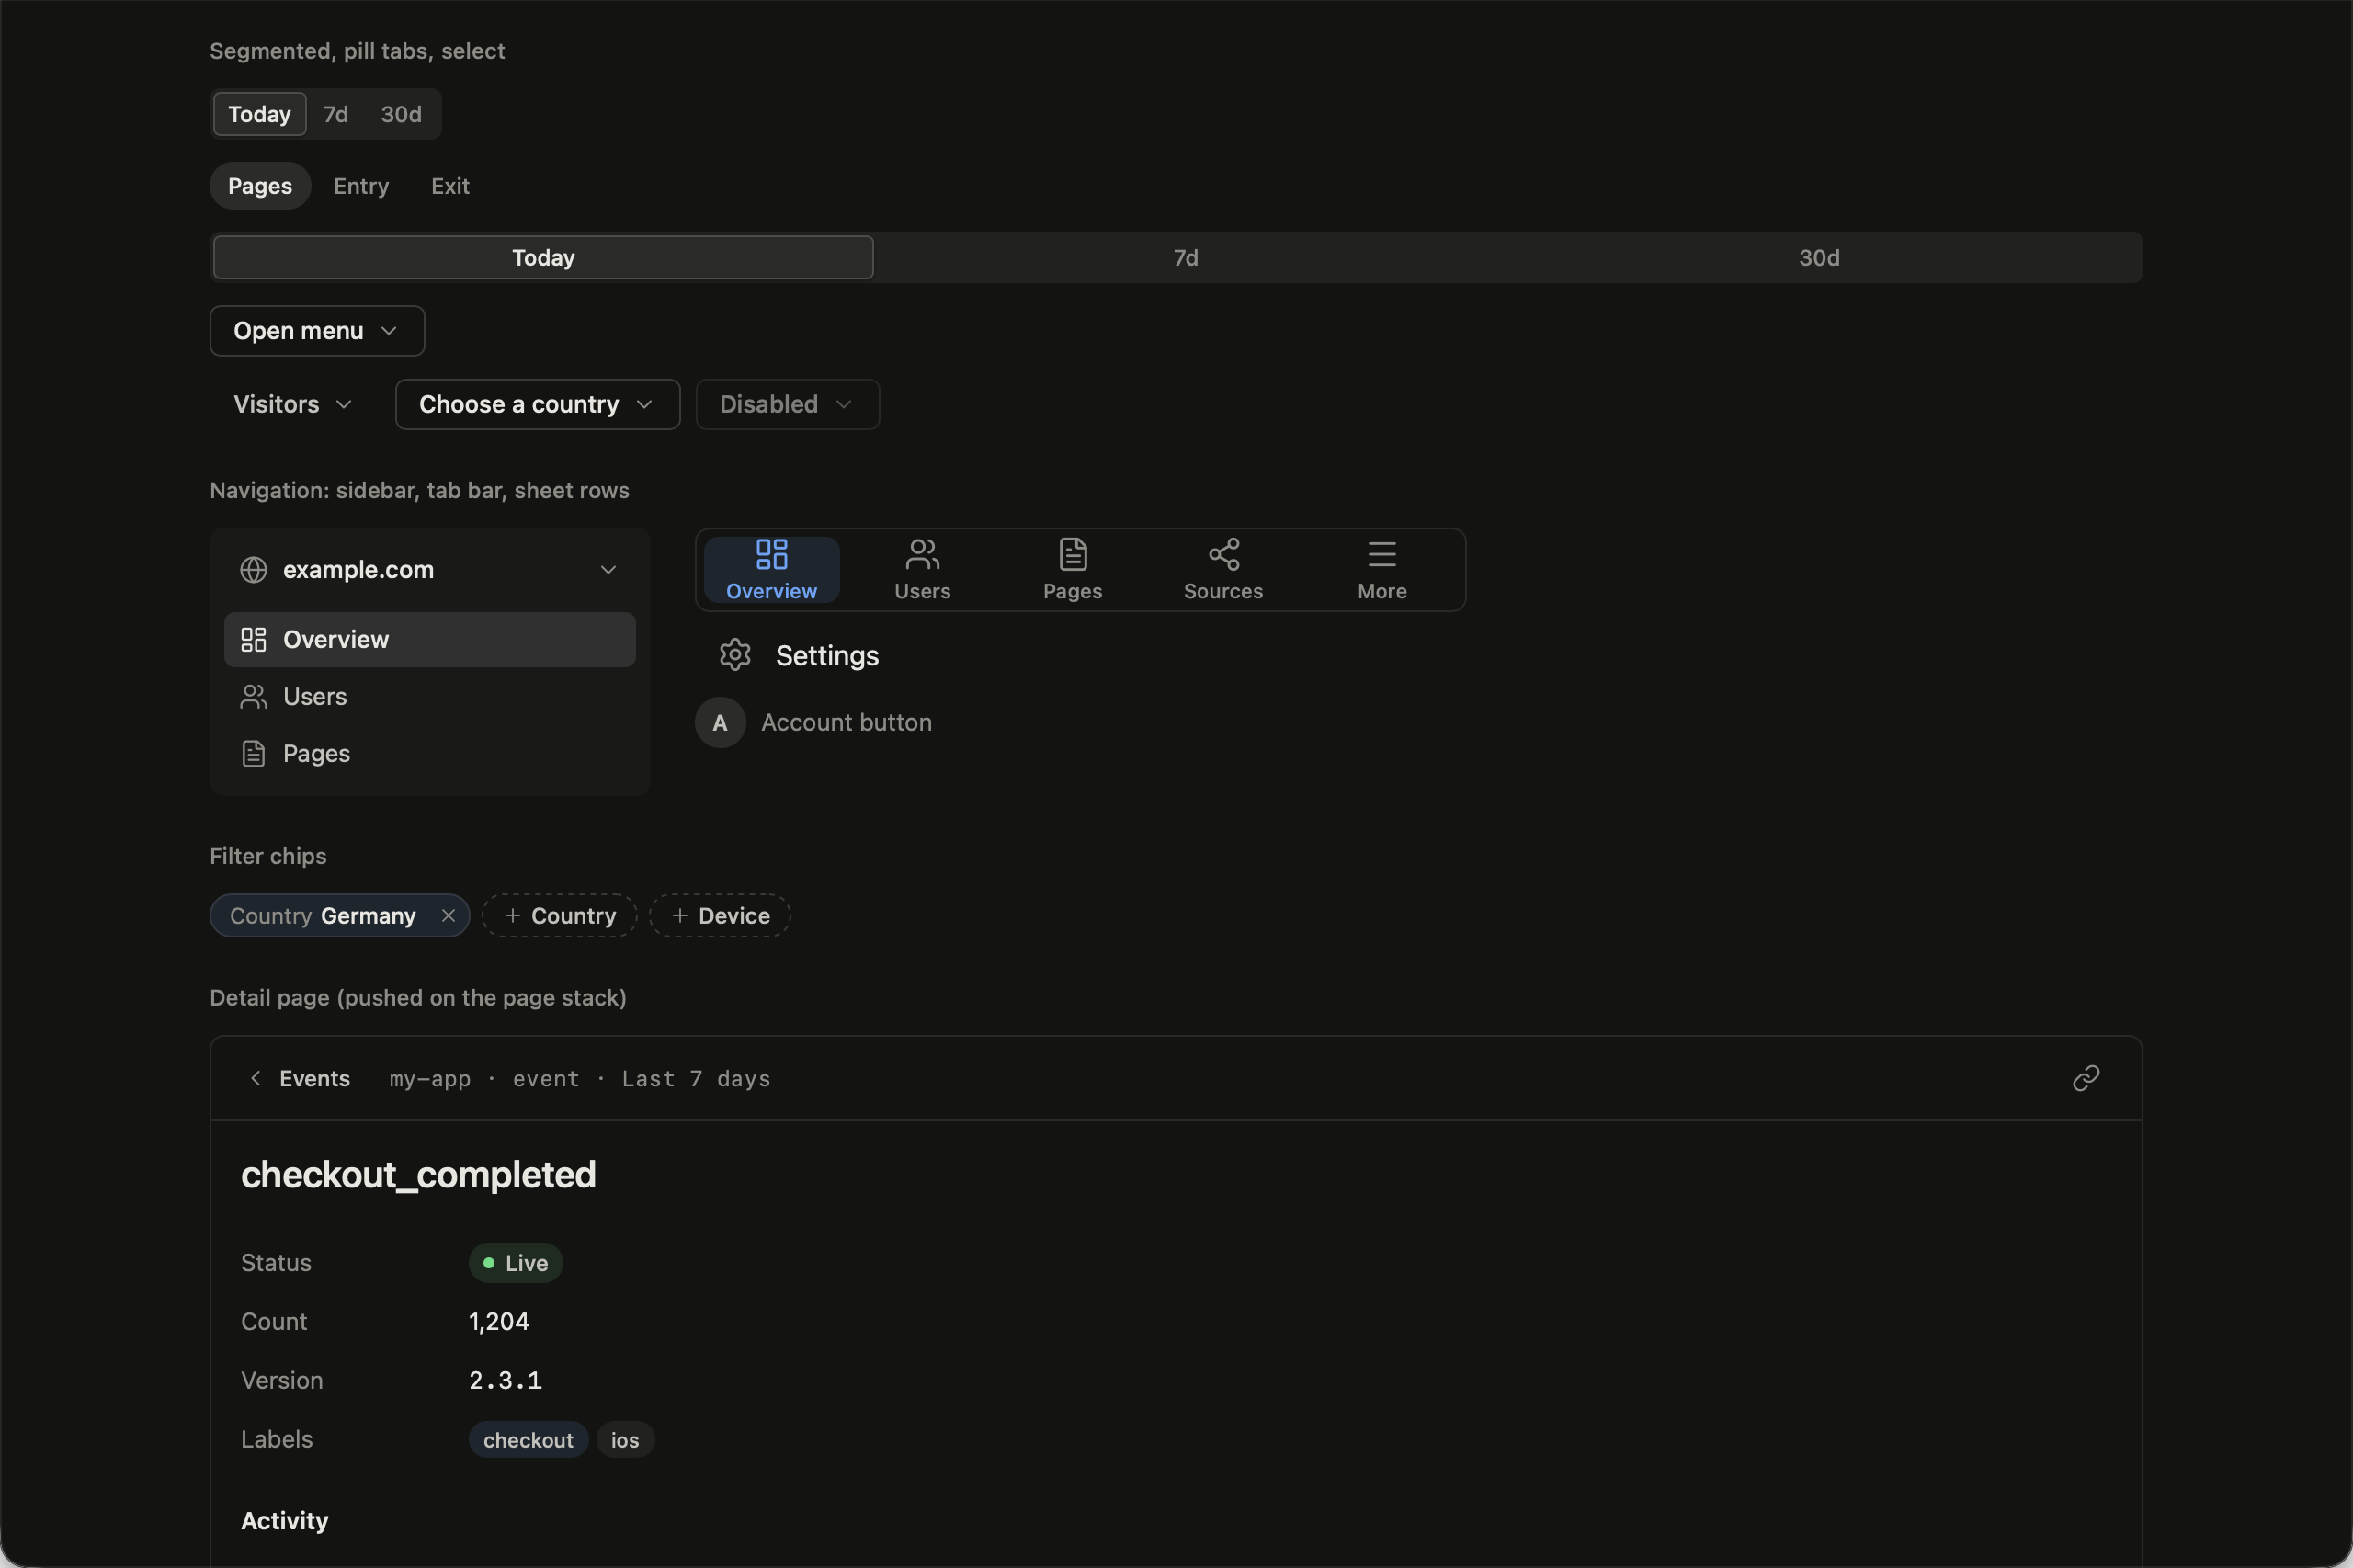 Segmented, pill tabs, select
Today 7d 30d
Pages Entry Exit
Today 7d 30d
Open menu
Visitors Choose a country Disabled
Navigation: sidebar, tab bar, sheet rows
example.com
Overview
Users
Pages
Overview Users Pages Sources More
Settings
A Account button
Filter chips
Country Germany + Country + Device
Detail page (pushed on the page stack)
Events my-app · event · Last 7 days
checkout_completed
Status Live
Count 1,204
Version 2.3.1
Labels checkout ios
Activity